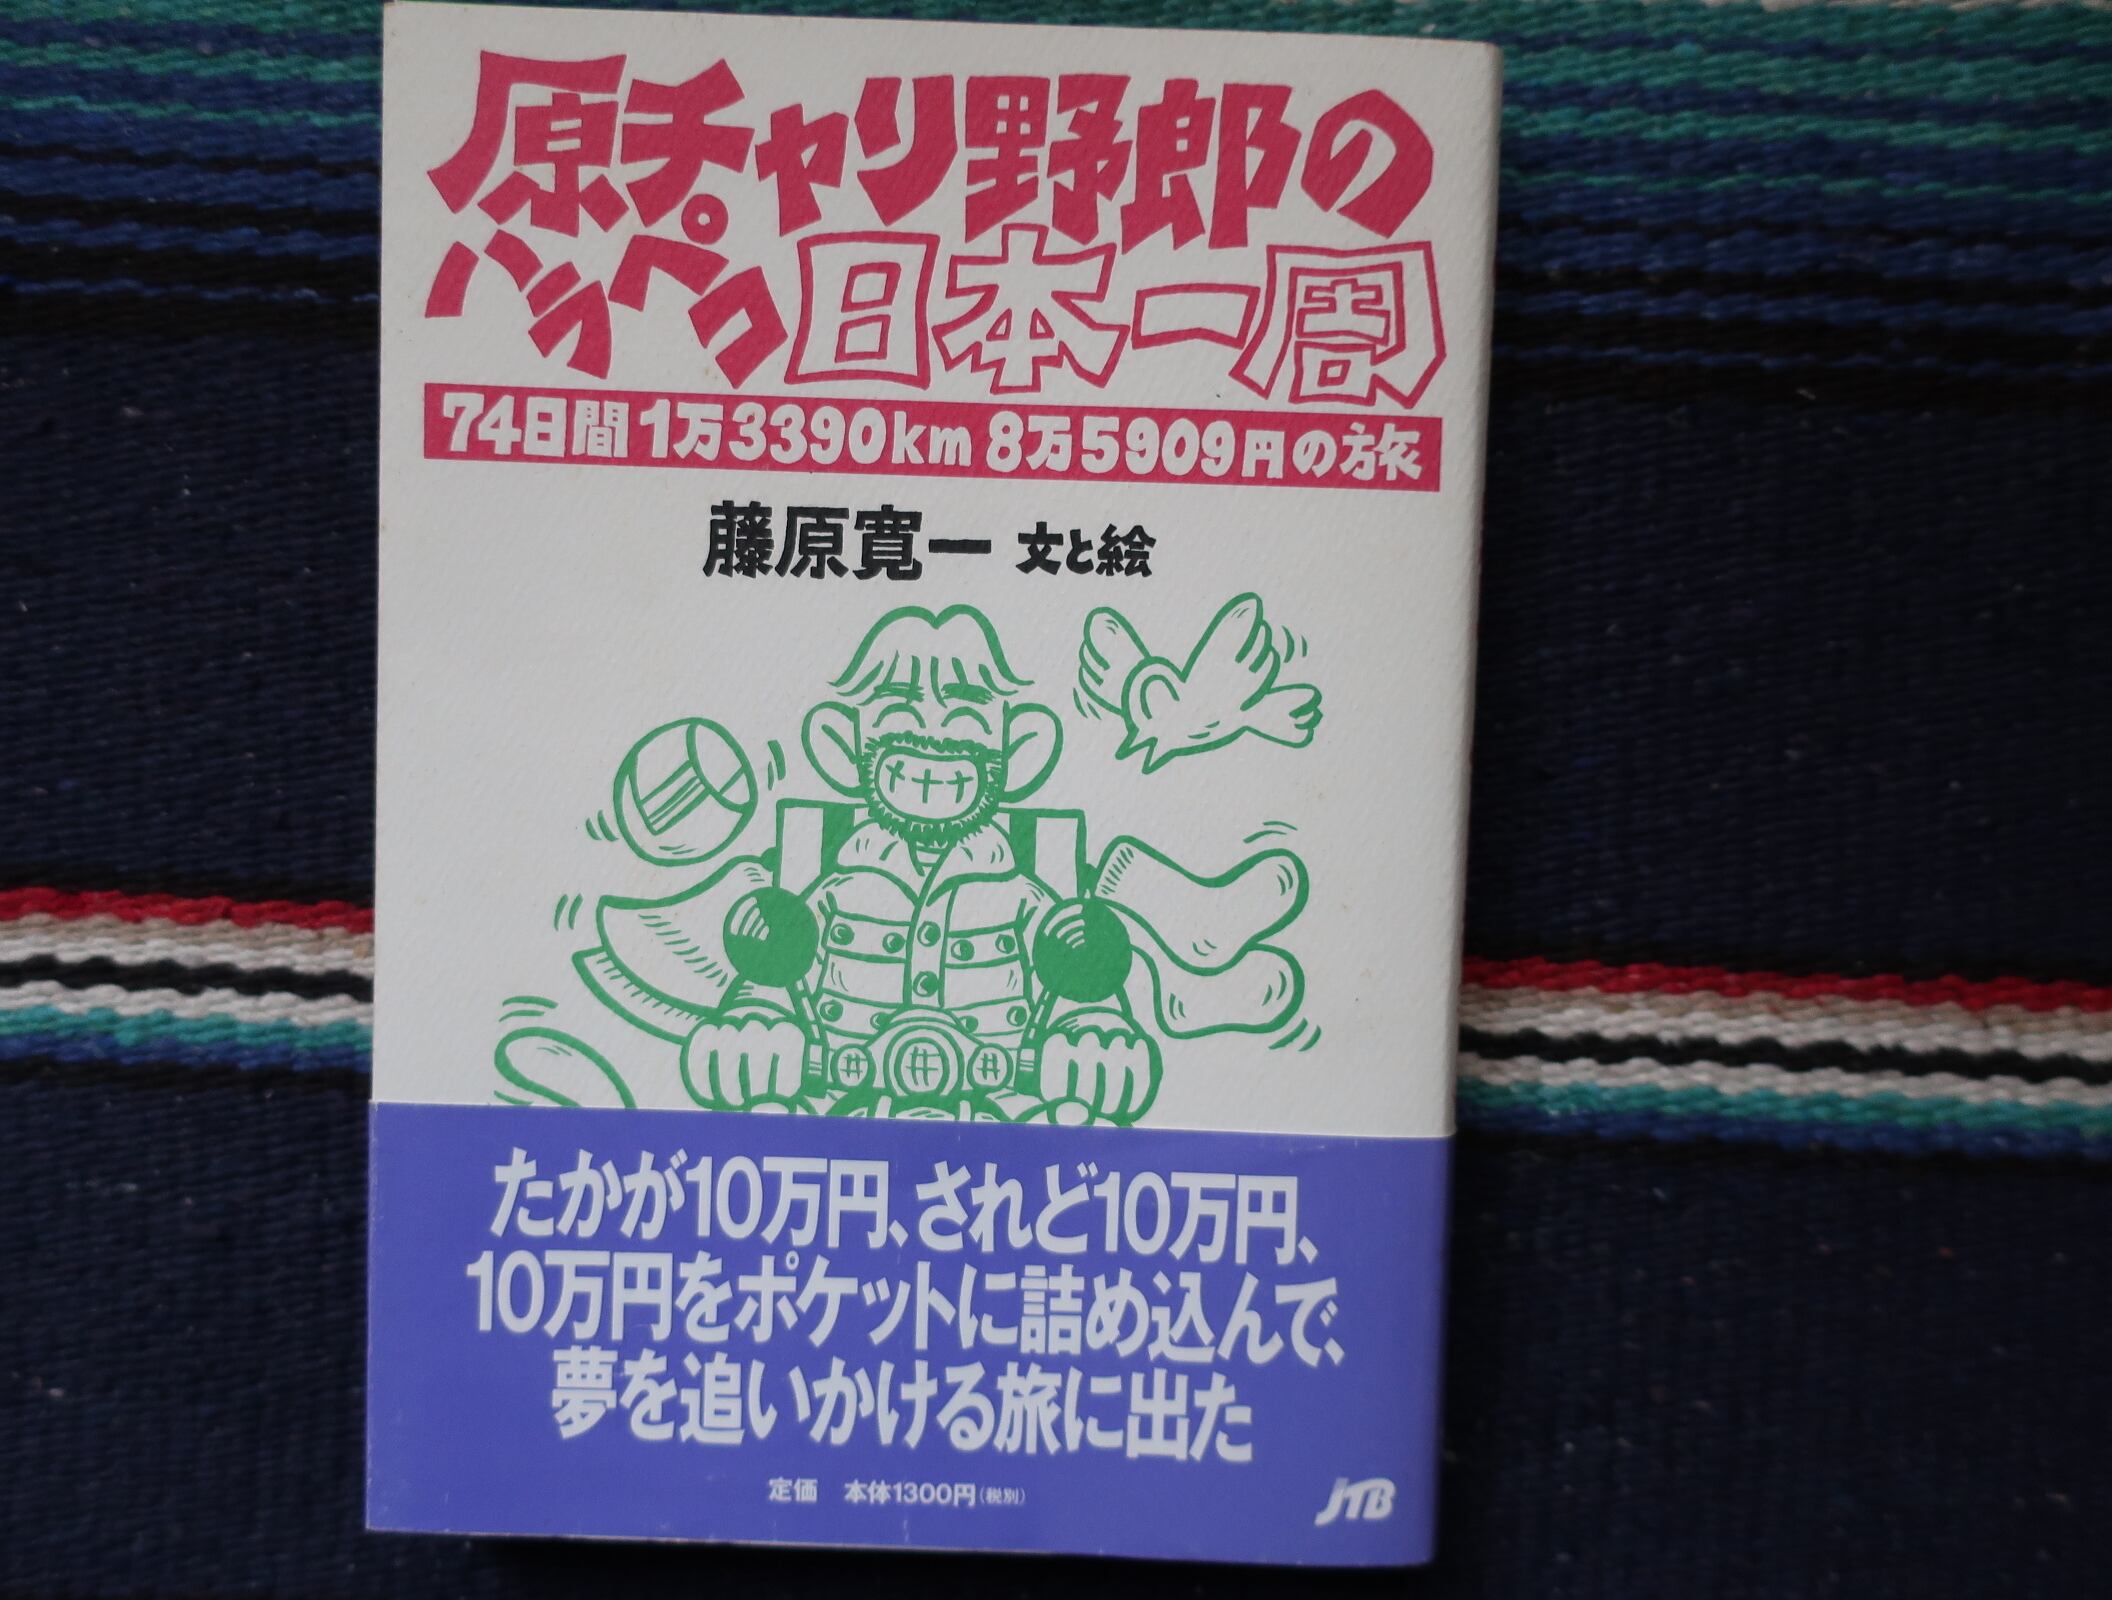 原チャリ野郎の
ハラペコ日本一周
74日間1万3390km 8万5909円の旅
藤原寛一 文と絵
たかが10万円、されど10万円、
10万円をポケットに詰め込んで、
夢を追いかける旅に出た
定価 本体1300円(税別)
JTB